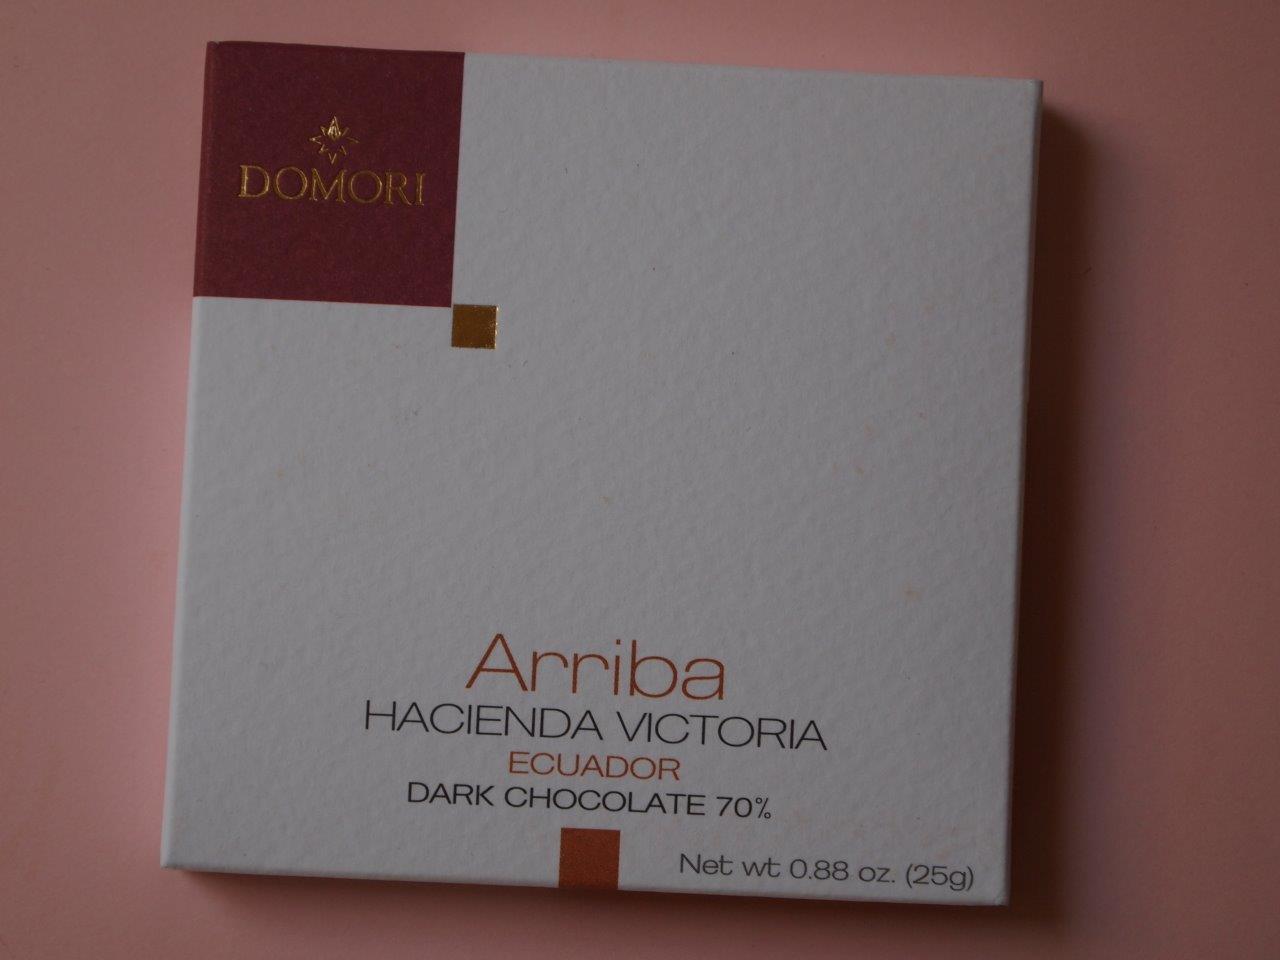 DOMORI
Arriba
HACIENDA VICTORIA
ECUADOR
DARK CHOCOLATE 70%
Net wt 0.88 oz. (25g)